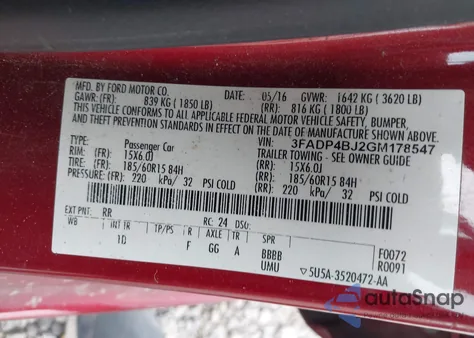 MFD. BY FORD MOTOR CO.
DATE: 05/16 GVWR: 1642 KG ( 3620 LB)
GAWR: (FR): 839 KG ( 1850 LB) (RR): 816 KG ( 1800 LB)
THIS VEHICLE CONFORMS TO ALL APPLICABLE FEDERAL MOTOR VEHICLE SAFETY, BUMPER,
AND THEFT PREVENTION STANDARDS IN EFFECT ON THE DATE OF MANUFACTURE SHOWN ABOVE.
VIN: 3FADP4BJ2GM178547
TYPE: Passenger Car TRAILER TOWING - SEE OWNER GUIDE
RIMS: (FR): 15X6.0J (RR): 15X6.0J
TIRES: (FR): 185/60R15 84H (RR): 185/60R15 84H
PRESSURE: (FR): 220 kPa/ 32 PSI COLD (RR): 220 kPa/ 32 PSI COLD
EXT PNT: RR RC: 24 DSO:
WB INT TR TP/PS R AXLE TR SPR
1D F GG A BBBB F0072
UMU R0091
5U5A-3520472-AA
autoSnap